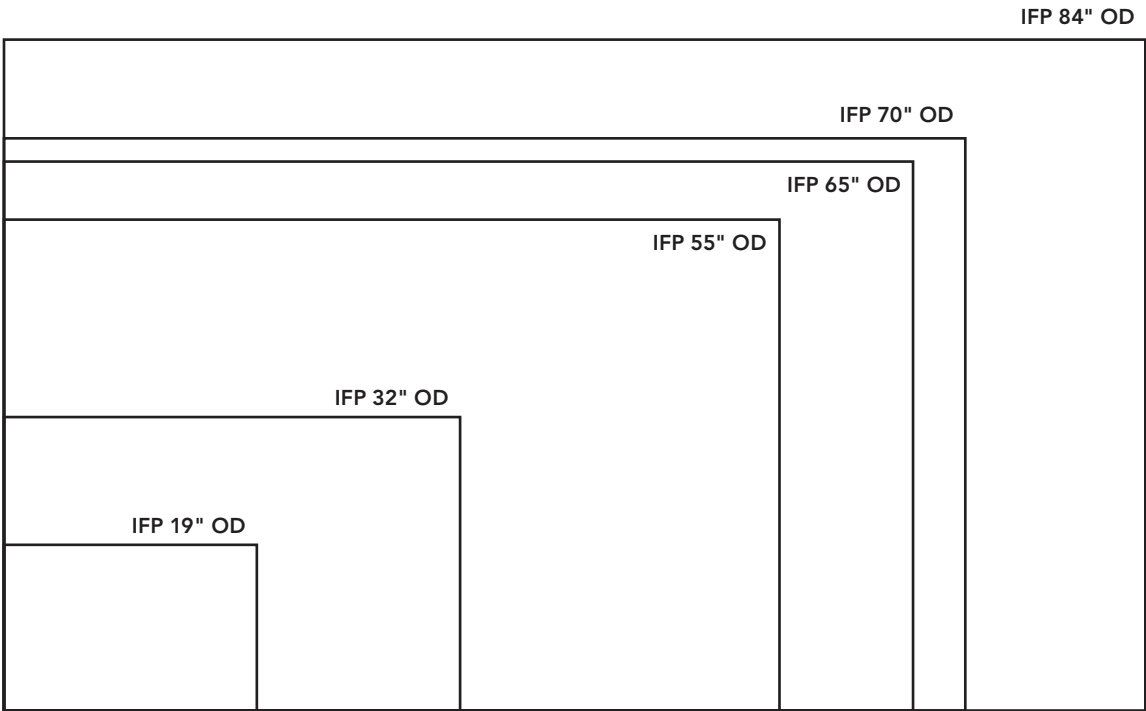 IFP 84" OD
IFP 70" OD
IFP 65" OD
IFP 55" OD
IFP 32" OD
IFP 19" OD